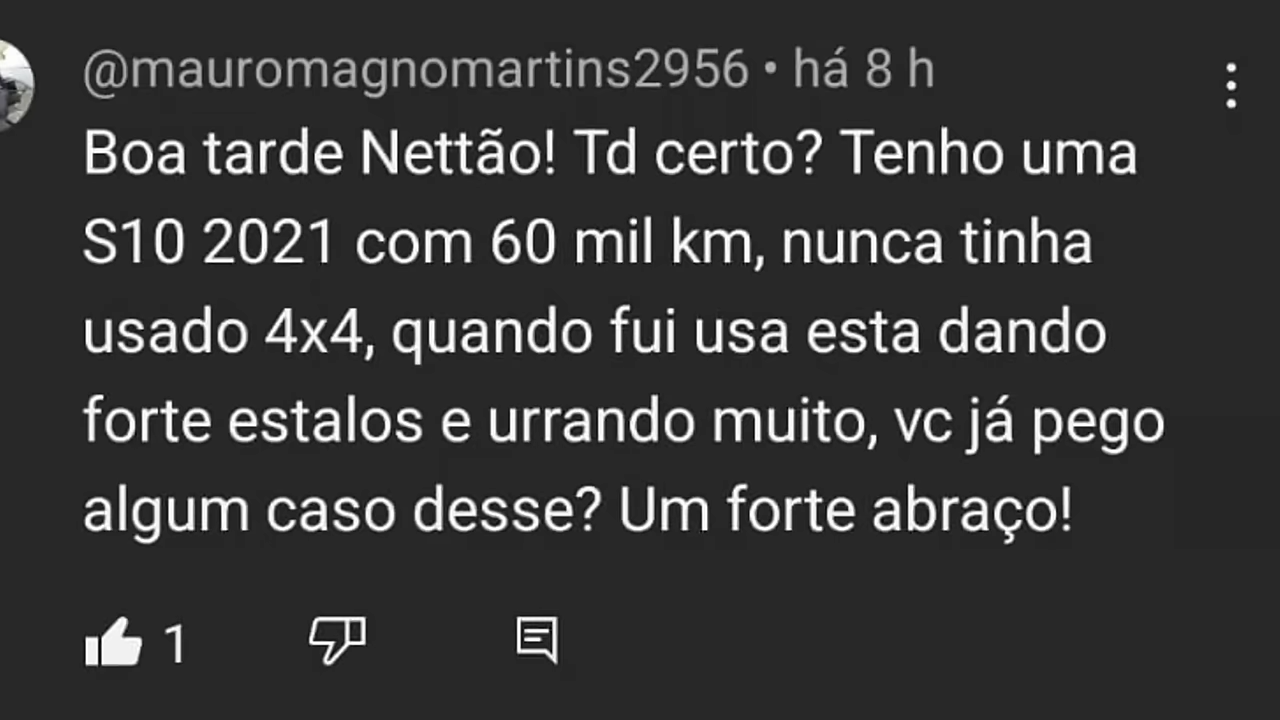 @mauromagnomartins2956 • há 8 h
Boa tarde Nettão! Td certo? Tenho uma
S10 2021 com 60 mil km, nunca tinha
usado 4x4, quando fui usa esta dando
forte estalos e urrando muito, vc já pego
algum caso desse? Um forte abraço!
1